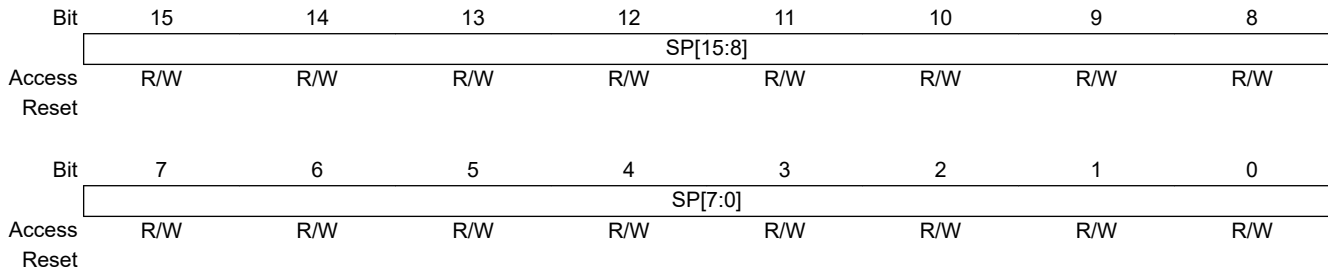 Bit 15 14 13 12 11 10 9 8
SP[15:8]
Access R/W R/W R/W R/W R/W R/W R/W R/W
Reset
Bit 7 6 5 4 3 2 1 0
SP[7:0]
Access R/W R/W R/W R/W R/W R/W R/W R/W
Reset